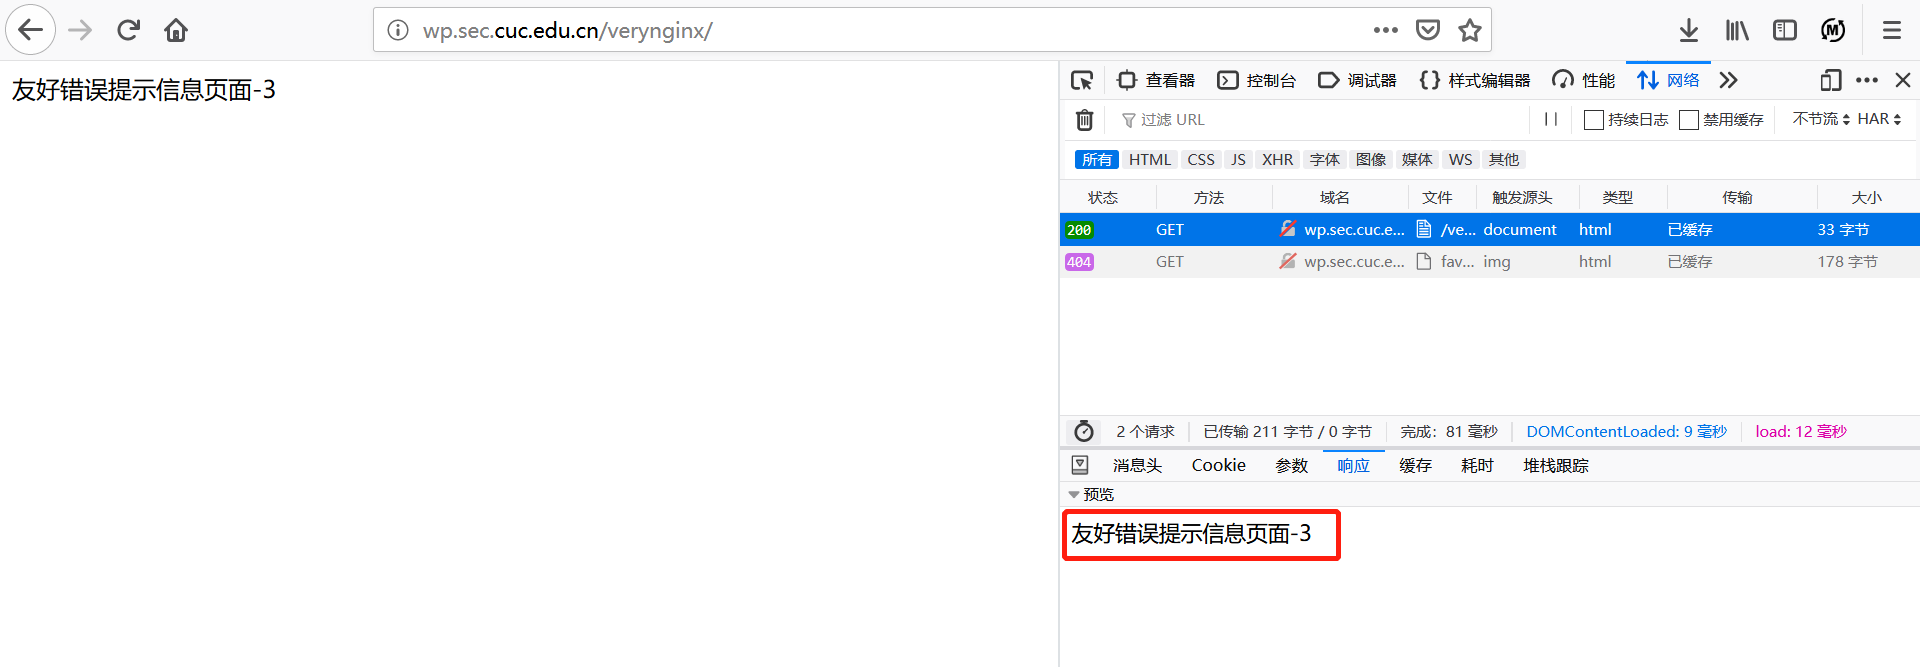 wp.sec.cuc.edu.cn/verynginx/
友好错误提示信息页面-3
查看器 控制台 调试器 样式编辑器 性能 网络
过滤 URL 持续日志 禁用缓存 不节流 HAR
所有 HTML CSS JS XHR 字体 图像 媒体 WS 其他
状态 方法 域名 文件 触发源头 类型 传输 大小
200 GET wp.sec.cuc.e... /ve... document html 已缓存 33 字节
404 GET wp.sec.cuc.e... fav... img html 已缓存 178 字节
2 个请求 已传输 211 字节 / 0 字节 完成: 81 毫秒 DOMContentLoaded: 9 毫秒 load: 12 毫秒
消息头 Cookie 参数 响应 缓存 耗时 堆栈跟踪
预览
友好错误提示信息页面-3